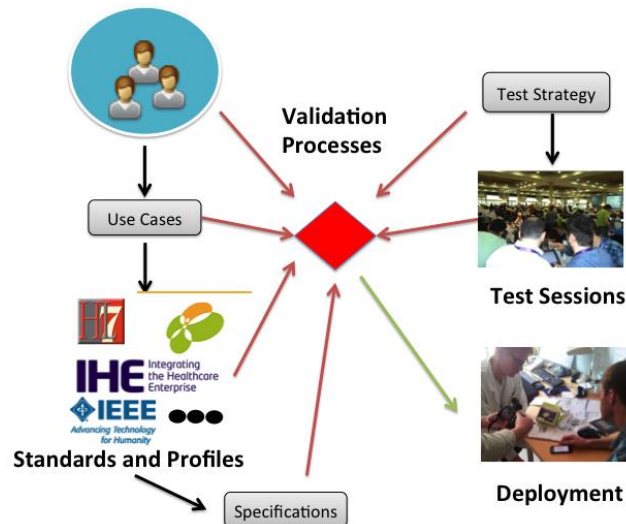 Validation
Processes
Test Strategy
Use Cases
Test Sessions
HL7
IHE
Integrating
the Healthcare
Enterprise
IEEE
Advancing Technology
for Humanity
Standards and Profiles
Specifications
Deployment